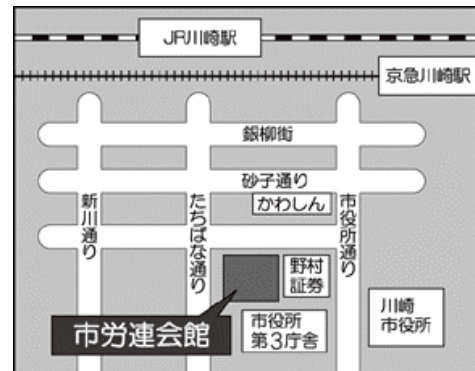 JR川崎駅
京急川崎駅
銀柳街
砂子通り
かわしん
新川通り
たちばな通り
市役所通り
野村
証券
市労連会館
市役所
第3庁舎
川崎
市役所